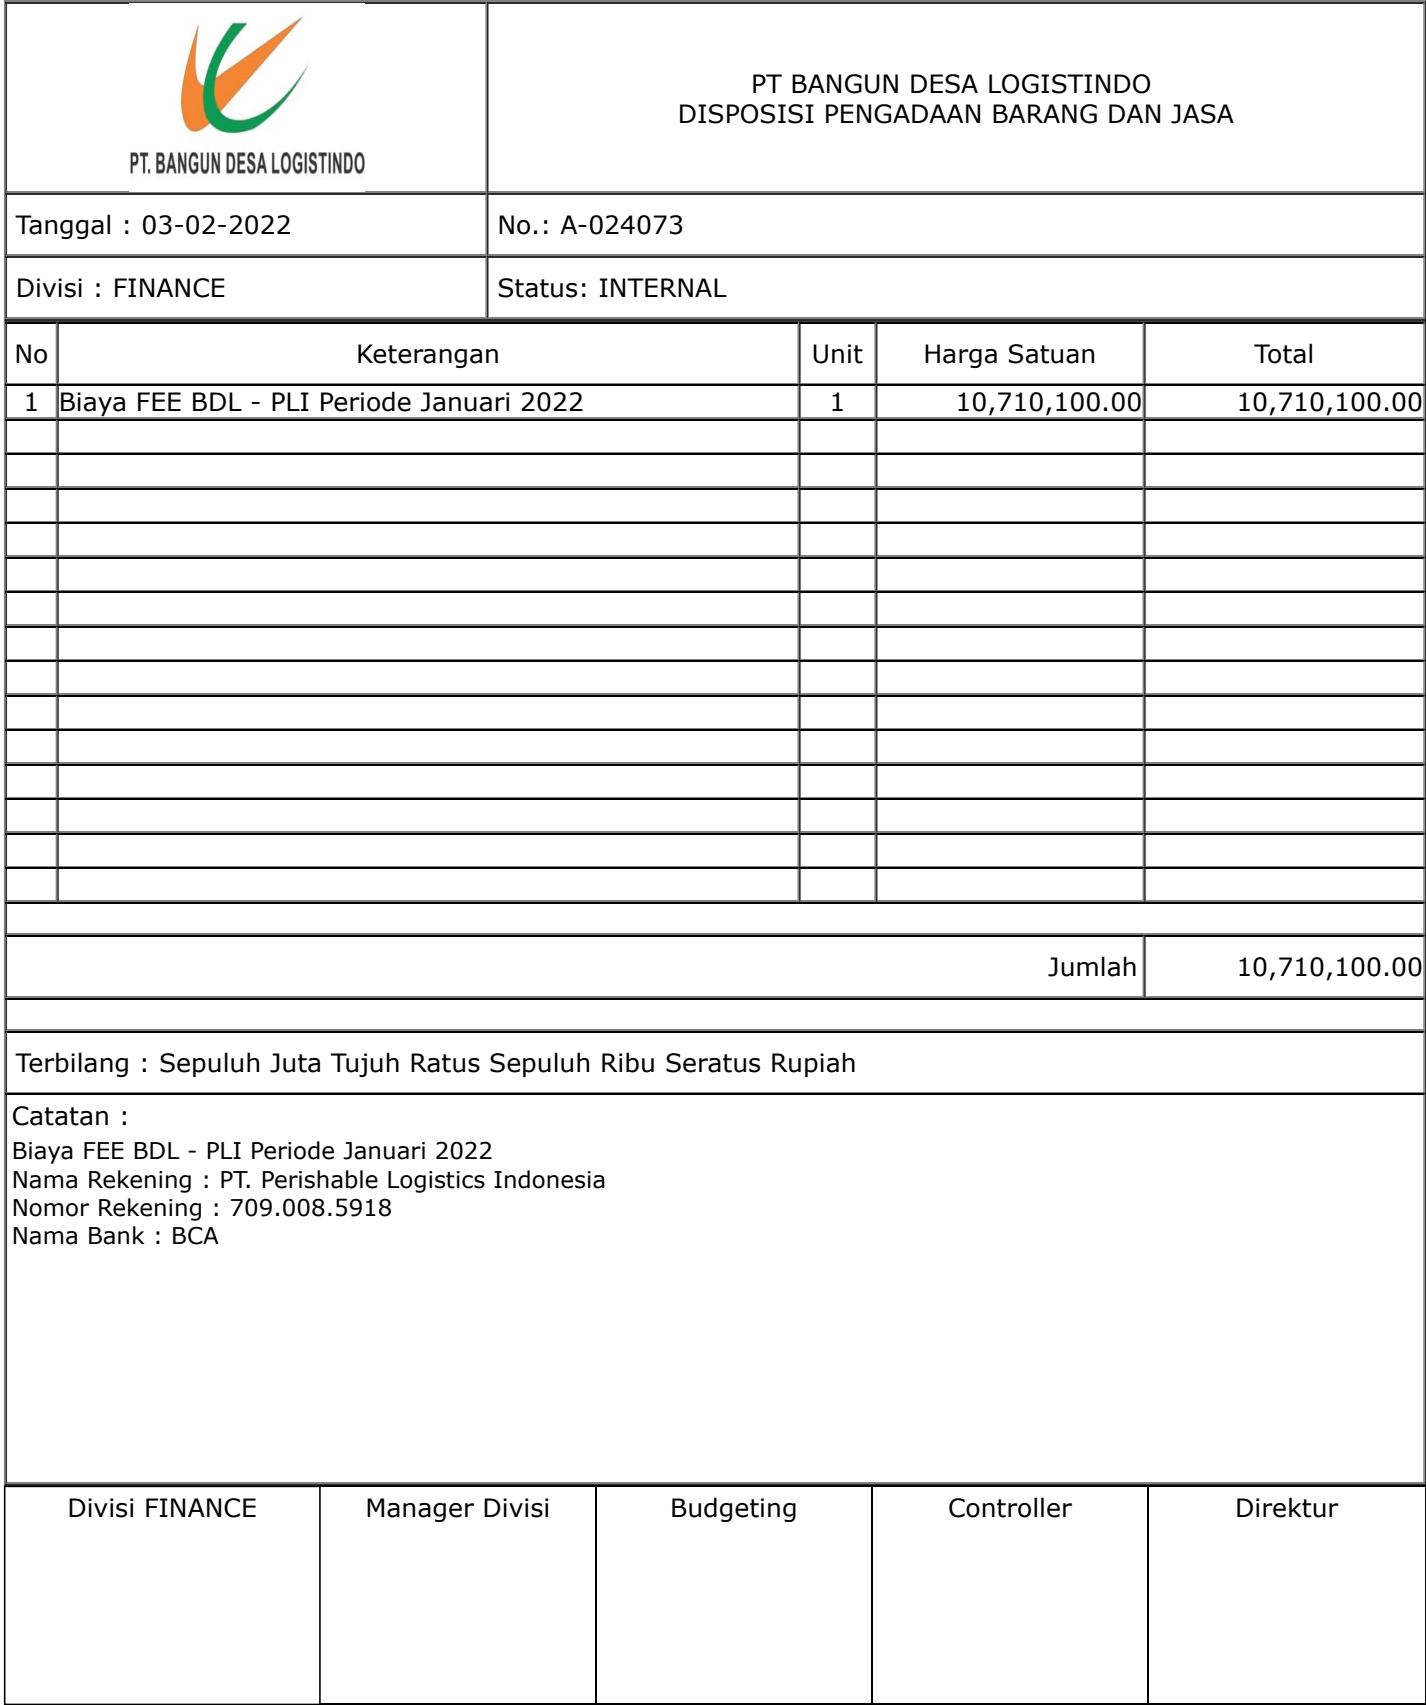 PT. BANGUN DESA LOGISTINDO
PT BANGUN DESA LOGISTINDO
DISPOSISI PENGADAAN BARANG DAN JASA
Tanggal : 03-02-2022
No.: A-024073
Divisi : FINANCE
Status: INTERNAL
No Keterangan Unit Harga Satuan Total
1 Biaya FEE BDL - PLI Periode Januari 2022 1 10,710,100.00 10,710,100.00
Jumlah 10,710,100.00
Terbilang : Sepuluh Juta Tujuh Ratus Sepuluh Ribu Seratus Rupiah
Catatan :
Biaya FEE BDL - PLI Periode Januari 2022
Nama Rekening : PT. Perishable Logistics Indonesia
Nomor Rekening : 709.008.5918
Nama Bank : BCA
Divisi FINANCE Manager Divisi Budgeting Controller Direktur